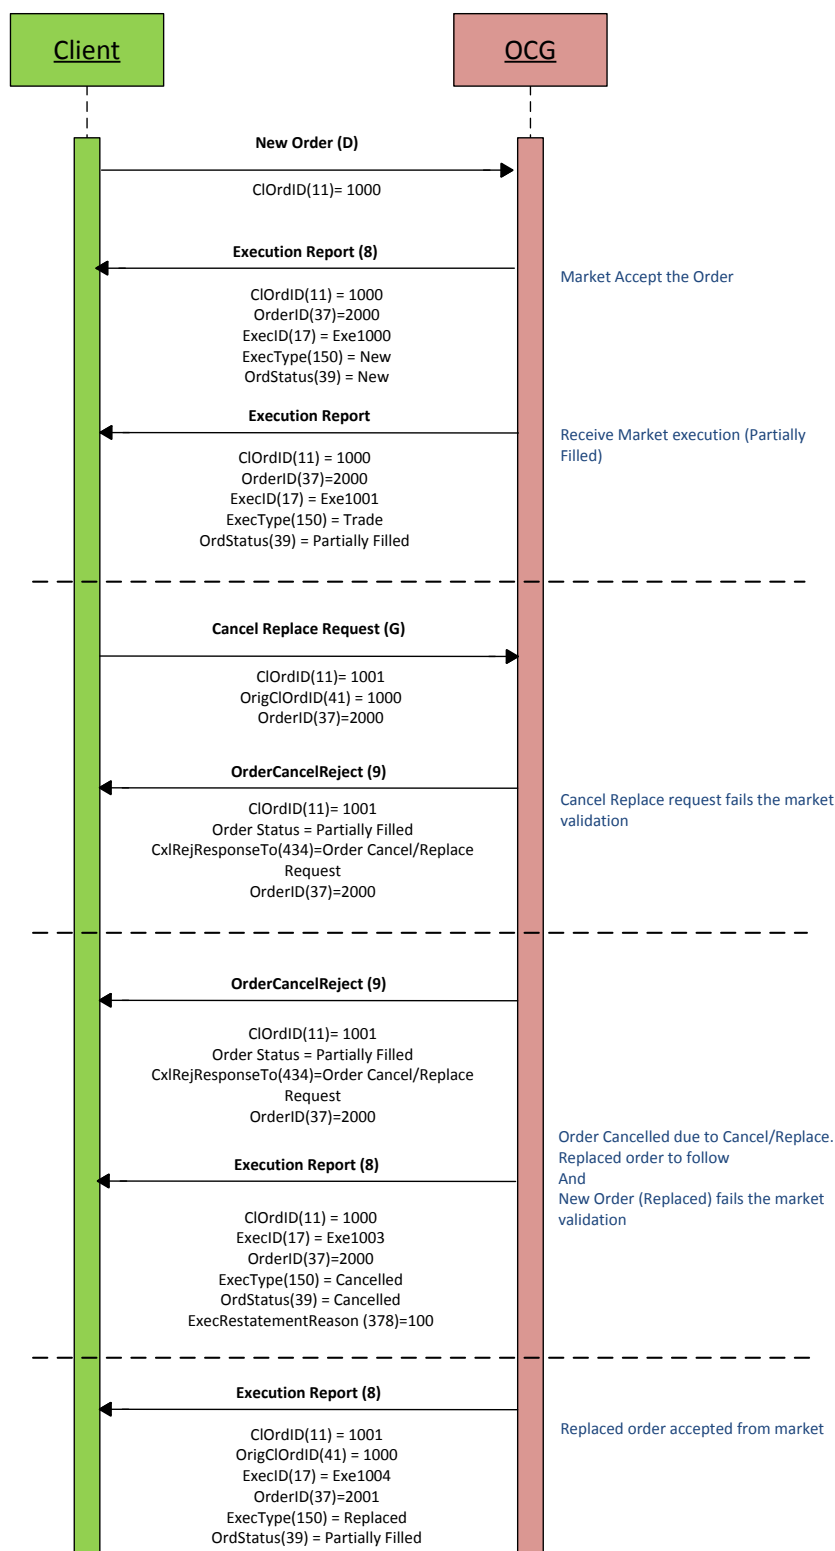 Client
OCG
New Order (D)
ClOrdID(11)= 1000
Execution Report (8)
Market Accept the Order
ClOrdID(11) = 1000
OrderID(37)=2000
ExecID(17) = Exe1000
ExecType(150) = New
OrdStatus(39) = New
Execution Report
Receive Market execution (Partially
Filled)
ClOrdID(11) = 1000
OrderID(37)=2000
ExecID(17) = Exe1001
ExecType(150) = Trade
OrdStatus(39) = Partially Filled
Cancel Replace Request (G)
ClOrdID(11)= 1001
OrigClOrdID(41) = 1000
OrderID(37)=2000
OrderCancelReject (9)
Cancel Replace request fails the market
validation
ClOrdID(11)= 1001
Order Status = Partially Filled
CxlRejResponseTo(434)=Order Cancel/Replace
Request
OrderID(37)=2000
OrderCancelReject (9)
ClOrdID(11)= 1001
Order Status = Partially Filled
CxlRejResponseTo(434)=Order Cancel/Replace
Request
OrderID(37)=2000
Order Cancelled due to Cancel/Replace.
Replaced order to follow
And
New Order (Replaced) fails the market
validation
Execution Report (8)
ClOrdID(11) = 1000
ExecID(17) = Exe1003
OrderID(37)=2000
ExecType(150) = Cancelled
OrdStatus(39) = Cancelled
ExecRestatementReason (378)=100
Execution Report (8)
Replaced order accepted from market
ClOrdID(11) = 1001
OrigClOrdID(41) = 1000
ExecID(17) = Exe1004
OrderID(37)=2001
ExecType(150) = Replaced
OrdStatus(39) = Partially Filled